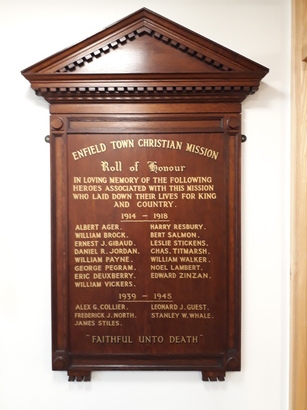 ENFIELD TOWN CHRISTIAN MISSION
Roll of Honour
IN LOVING MEMORY OF THE FOLLOWING
HEROES ASSOCIATED WITH THIS MISSION
WHO LAID DOWN THEIR LIVES FOR KING
AND COUNTRY.
1914 – 1918
ALBERT AGER. HARRY RESBURY.
WILLIAM BROCK. BERT SALMON.
ERNEST J. GIBAUD. LESLIE STICKENS.
DANIEL R. JORDAN. CHAS. TITMARSH.
WILLIAM PAYNE. WILLIAM WALKER.
GEORGE PEGRAM. NOEL LAMBERT.
ERIC DEUXBERRY. EDWARD ZINZAN.
WILLIAM VICKERS.
1939 – 1945
ALEX G. COLLIER. LEONARD J. GUEST.
FREDERICK J. NORTH. STANLEY W. WHALE.
JAMES STILES.
"FAITHFUL UNTO DEATH"